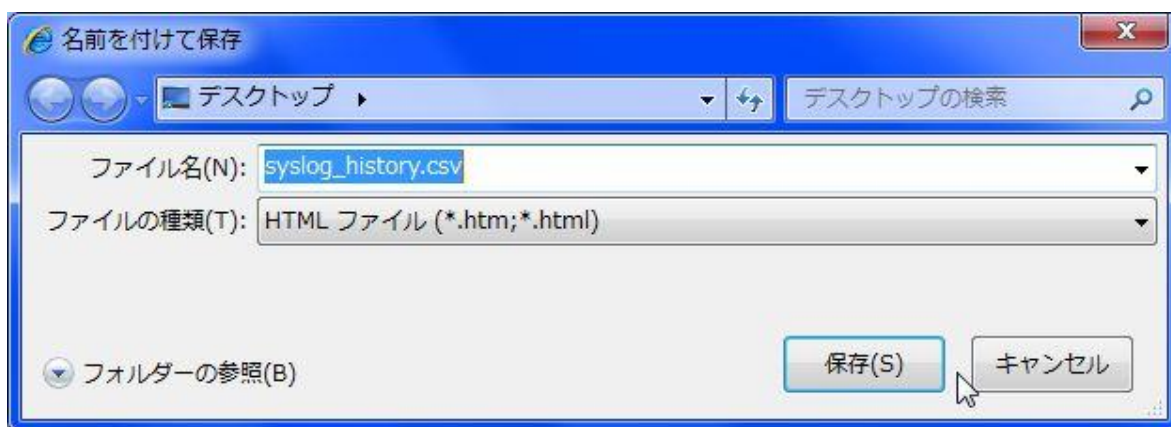 名前を付けて保存
X
デスクトップ
デスクトップの検索
ファイル名(N): syslog_history.csv
ファイルの種類(T): HTML ファイル (*.htm;*.html)
フォルダーの参照(B)
保存(S)
キャンセル